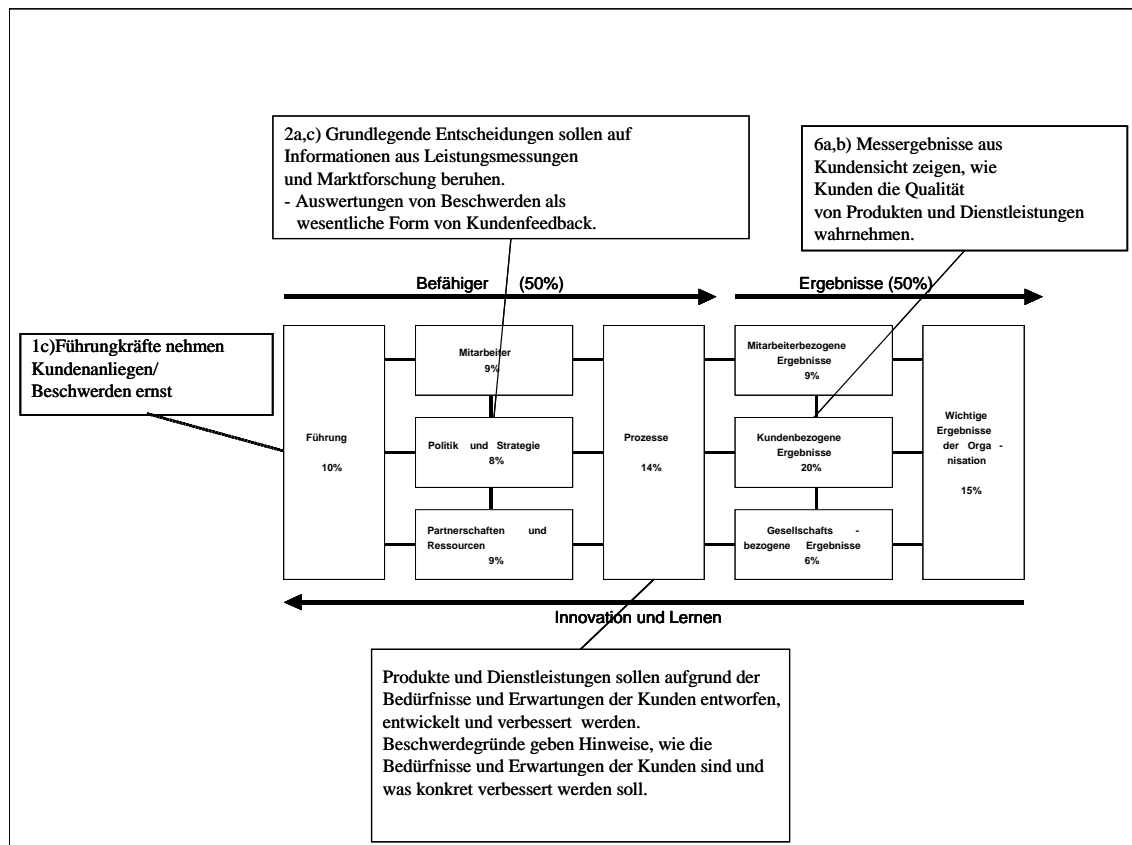 2a,c) Grundlegende Entscheidungen sollen auf
Informationen aus Leistungsmessungen
und Marktforschung beruhen.
- Auswertungen von Beschwerden als
wesentliche Form von Kundenfeedback.
6a,b) Messergebnisse aus
Kundensicht zeigen, wie
Kunden die Qualität
von Produkten und Dienstleistungen
wahrnehmen.
Befähiger (50%)
Ergebnisse (50%)
1c)Führungkräfte nehmen
Kundenanliegen/
Beschwerden ernst
Führung
10%
Mitarbeiter
9%
Politik und Strategie
8%
Partnerschaften und
Ressourcen
9%
Prozesse
14%
Mitarbeiterbezogene
Ergebnisse
9%
Kundenbezogene
Ergebnisse
20%
Gesellschafts -
bezogene Ergebnisse
6%
Wichtige
Ergebnisse
der Orga -
nisation
15%
Innovation und Lernen
Produkte und Dienstleistungen sollen aufgrund der
Bedürfnisse und Erwartungen der Kunden entworfen,
entwickelt und verbessert werden.
Beschwerdegründe geben Hinweise, wie die
Bedürfnisse und Erwartungen der Kunden sind und
was konkret verbessert werden soll.